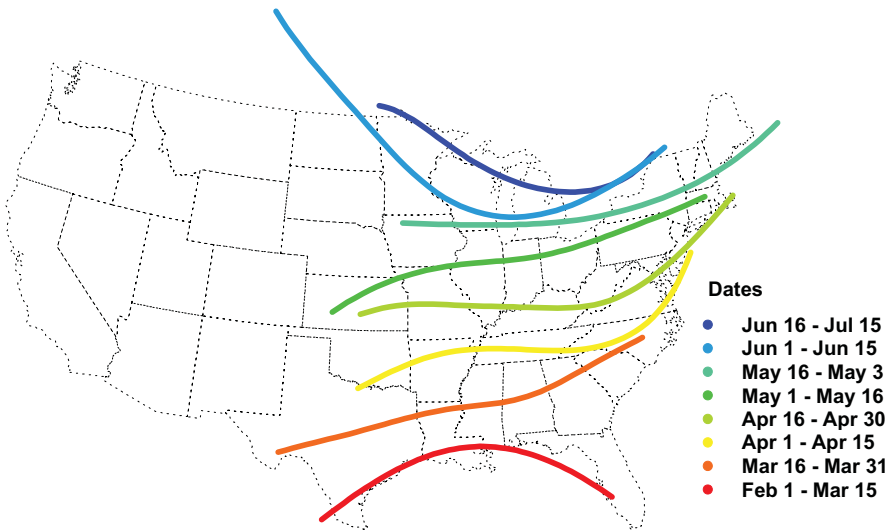 Dates
Jun 16 - Jul 15
Jun 1 - Jun 15
May 16 - May 3
May 1 - May 16
Apr 16 - Apr 30
Apr 1 - Apr 15
Mar 16 - Mar 31
Feb 1 - Mar 15